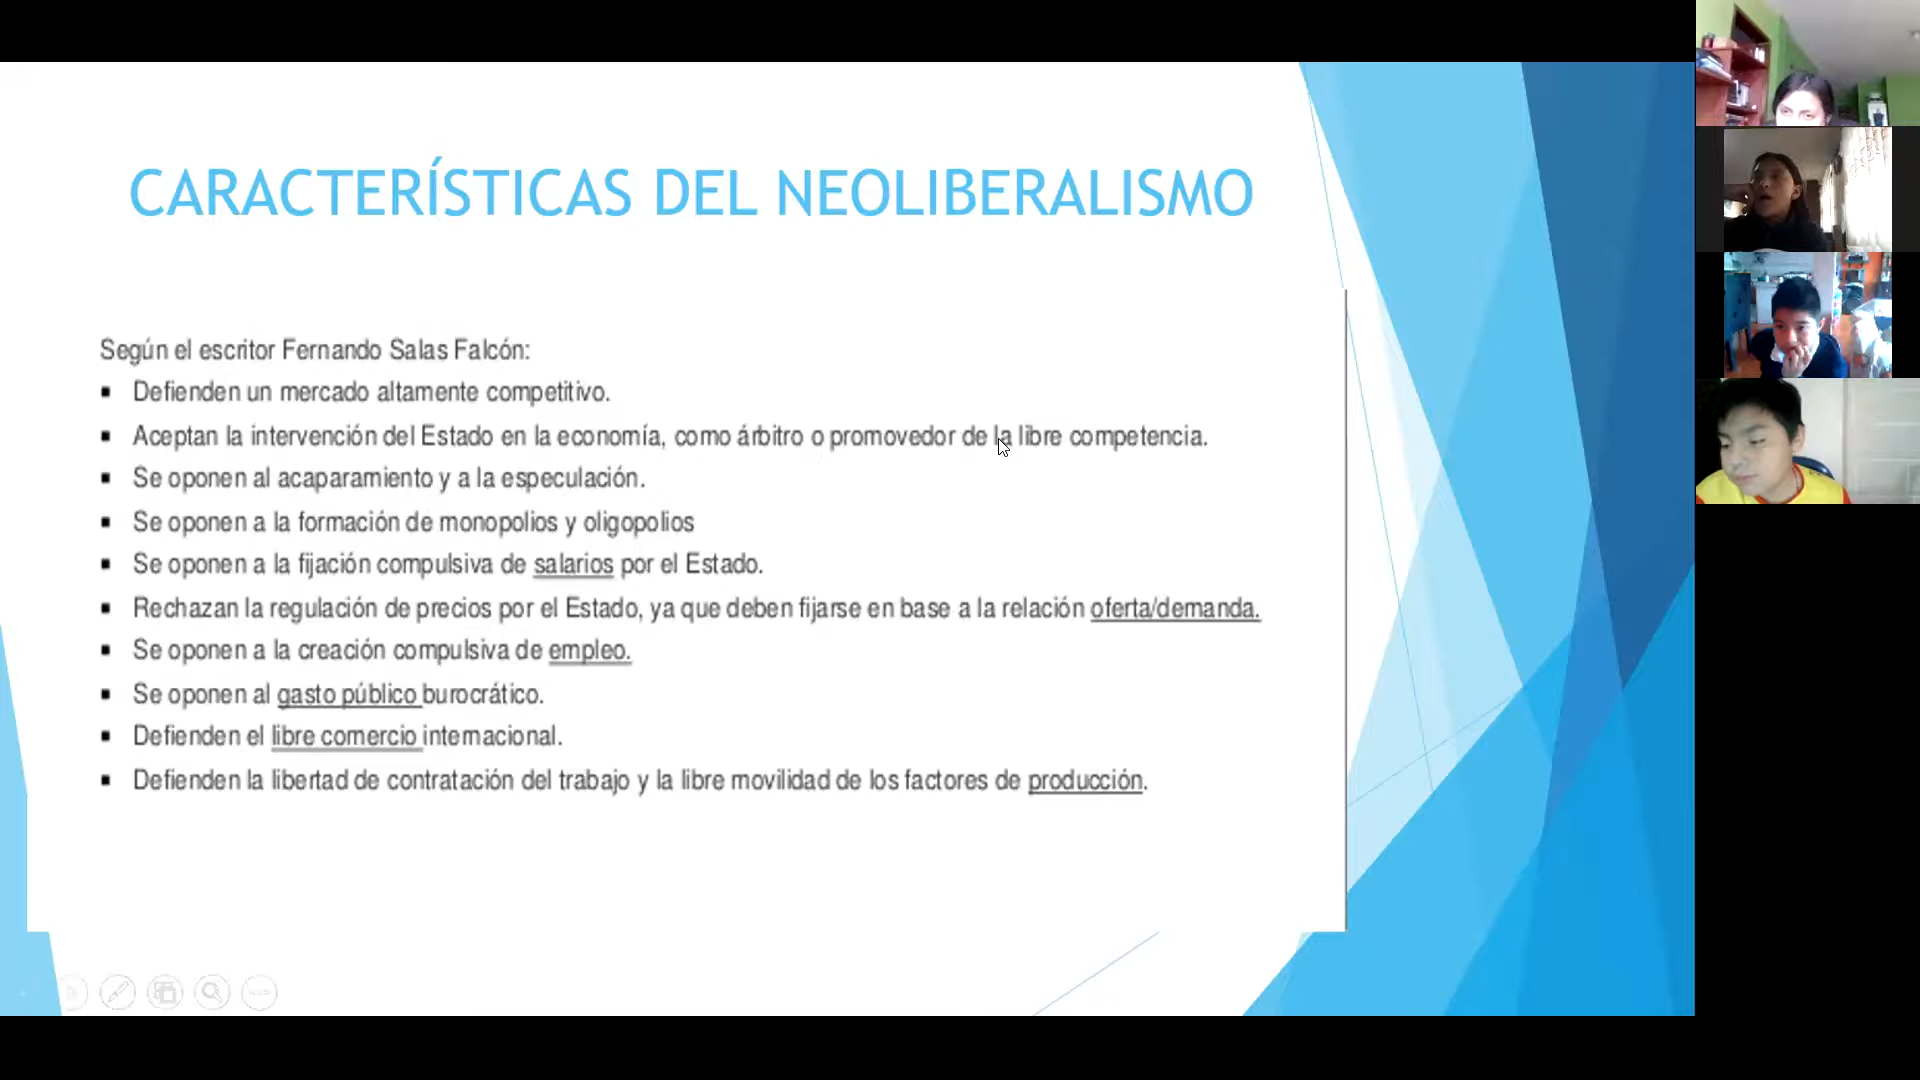 CARACTERÍSTICAS DEL NEOLIBERALISMO
Según el escritor Fernando Salas Falcón:
▪ Defienden un mercado altamente competitivo.
▪ Aceptan la intervención del Estado en la economía, como árbitro o promovedor de la libre competencia.
▪ Se oponen al acaparamiento y a la especulación.
▪ Se oponen a la formación de monopolios y oligopolios
▪ Se oponen a la fijación compulsiva de salarios por el Estado.
▪ Rechazan la regulación de precios por el Estado, ya que deben fijarse en base a la relación oferta/demanda.
▪ Se oponen a la creación compulsiva de empleo.
▪ Se oponen al gasto público burocrático.
▪ Defienden el libre comercio internacional.
▪ Defienden la libertad de contratación del trabajo y la libre movilidad de los factores de producción.